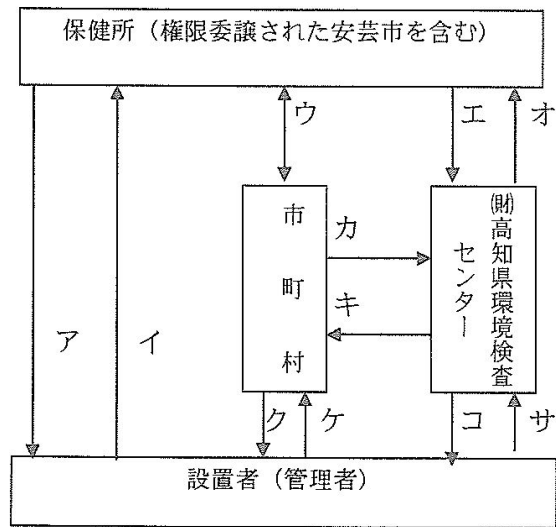 保健所（権限委譲された安芸市を含む）
ア
イ
ウ
エ
オ
市町村
カ
キ
㈶高知県環境検査
センター
ク
ケ
コ
サ
設置者（管理者）